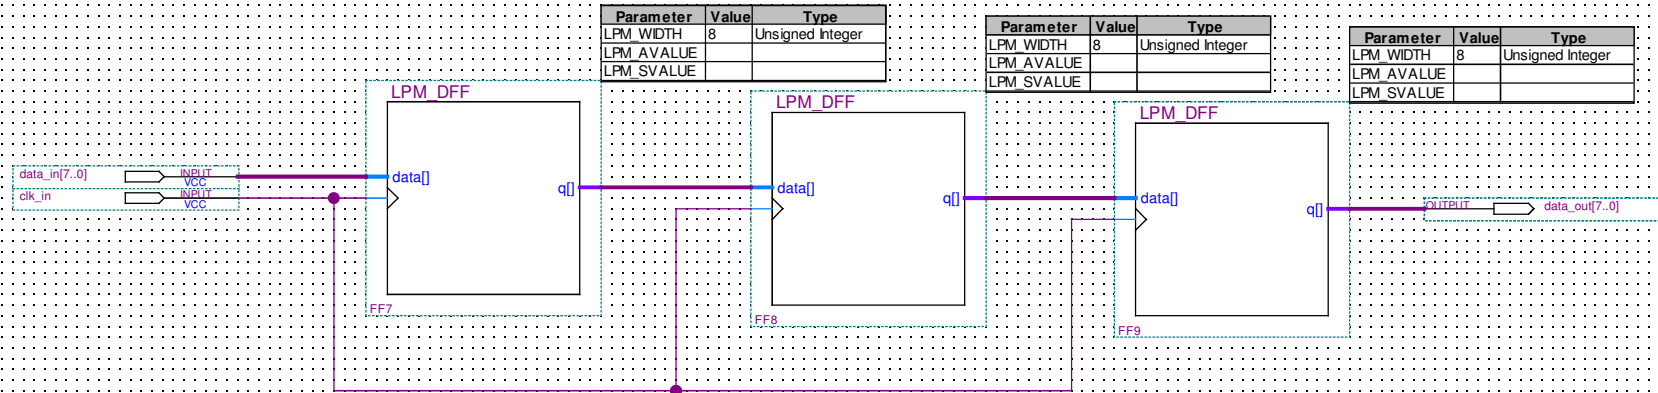 Parameter Value Type
LPM_WIDTH 8 Unsigned Integer
LPM_AVALUE
LPM_SVALUE
Parameter Value Type
LPM_WIDTH 8 Unsigned Integer
LPM_AVALUE
LPM_SVALUE
Parameter Value Type
LPM_WIDTH 8 Unsigned Integer
LPM_AVALUE
LPM_SVALUE
LPM_DFF
data[]
q[]
FF7
LPM_DFF
data[]
q[]
FF8
LPM_DFF
data[]
q[]
FF9
data_in[7..0] INPUT
VCC
clk_in INPUT
VCC
OUTPUT data_out[7..0]